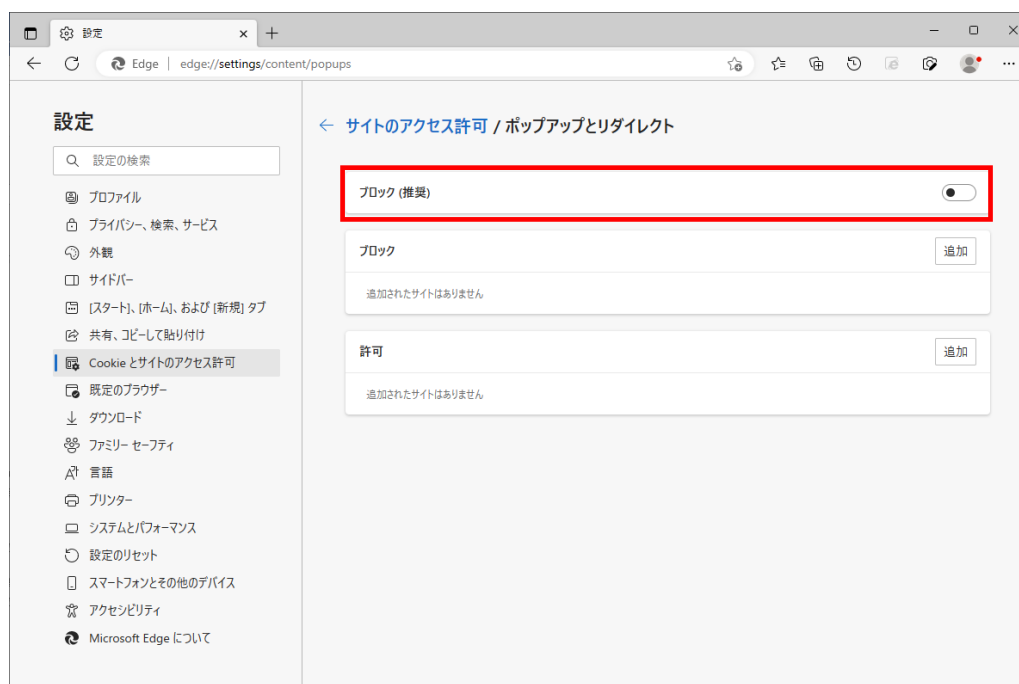 設定
Edge | edge://settings/content/popups
設定
設定の検索
プロファイル
プライバシー、検索、サービス
外観
サイドバー
[スタート]、[ホーム]、および [新規] タブ
共有、コピーして貼り付け
Cookie とサイトのアクセス許可
既定のブラウザー
ダウンロード
ファミリー セーフティ
言語
プリンター
システムとパフォーマンス
設定のリセット
スマートフォンとその他のデバイス
アクセシビリティ
Microsoft Edge について
サイトのアクセス許可 / ポップアップとリダイレクト
ブロック (推奨)
ブロック
追加
追加されたサイトはありません
許可
追加
追加されたサイトはありません